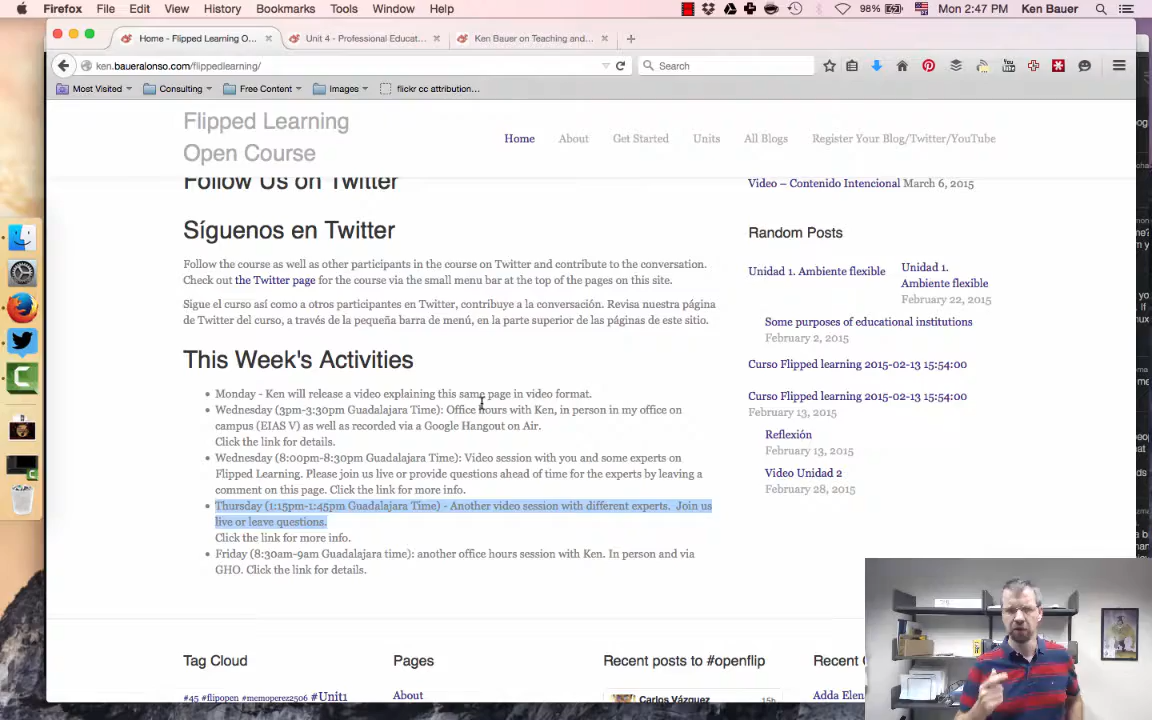 Firefox File Edit View History Bookmarks Tools Window Help 98% Mon 2:47 PM Ken Bauer
Home - Flipped Learning O... Unit 4 - Professional Educat... Ken Bauer on Teaching and...
ken.baueralonso.com/flippedlearning/ Search
Most Visited Consulting Free Content Images flickr cc attribution...
Flipped Learning
Open Course
Home About Get Started Units All Blogs Register Your Blog/Twitter/YouTube
Follow Us on Twitter
Síguenos en Twitter
Follow the course as well as other participants in the course on Twitter and contribute to the conversation.
Check out the Twitter page for the course via the small menu bar at the top of the pages on this site.
Sigue el curso así como a otros participantes en Twitter, contribuye a la conversación. Revisa nuestra página
de Twitter del curso, a través de la pequeña barra de menú, en la parte superior de las páginas de este sitio.
This Week's Activities
Monday - Ken will release a video explaining this same page in video format.
Wednesday (3pm-3:30pm Guadalajara Time): Office hours with Ken, in person in my office on
campus (EIAS V) as well as recorded via a Google Hangout on Air.
Click the link for details.
Wednesday (8:00pm-8:30pm Guadalajara Time): Video session with you and some experts on
Flipped Learning. Please join us live or provide questions ahead of time for the experts by leaving a
comment on this page. Click the link for more info.
Thursday (1:15pm-1:45pm Guadalajara Time) - Another video session with different experts. Join us
live or leave questions.
Click the link for more info.
Friday (8:30am-9am Guadalajara time): another office hours session with Ken. In person and via
GHO. Click the link for details.
Video – Contenido Intencional March 6, 2015
Random Posts
Unidad 1. Ambiente flexible
Unidad 1.
Ambiente flexible
February 22, 2015
Some purposes of educational institutions
February 2, 2015
Curso Flipped learning 2015-02-13 15:54:00
Curso Flipped learning 2015-02-13 15:54:00
February 13, 2015
Reflexión
February 13, 2015
Video Unidad 2
February 28, 2015
Tag Cloud
#45 #flipopen #memoperez2506 #Unit1
Pages
About
Recent posts to #openflip
Carlos Vázquez 15h
Recent
Adda Elen